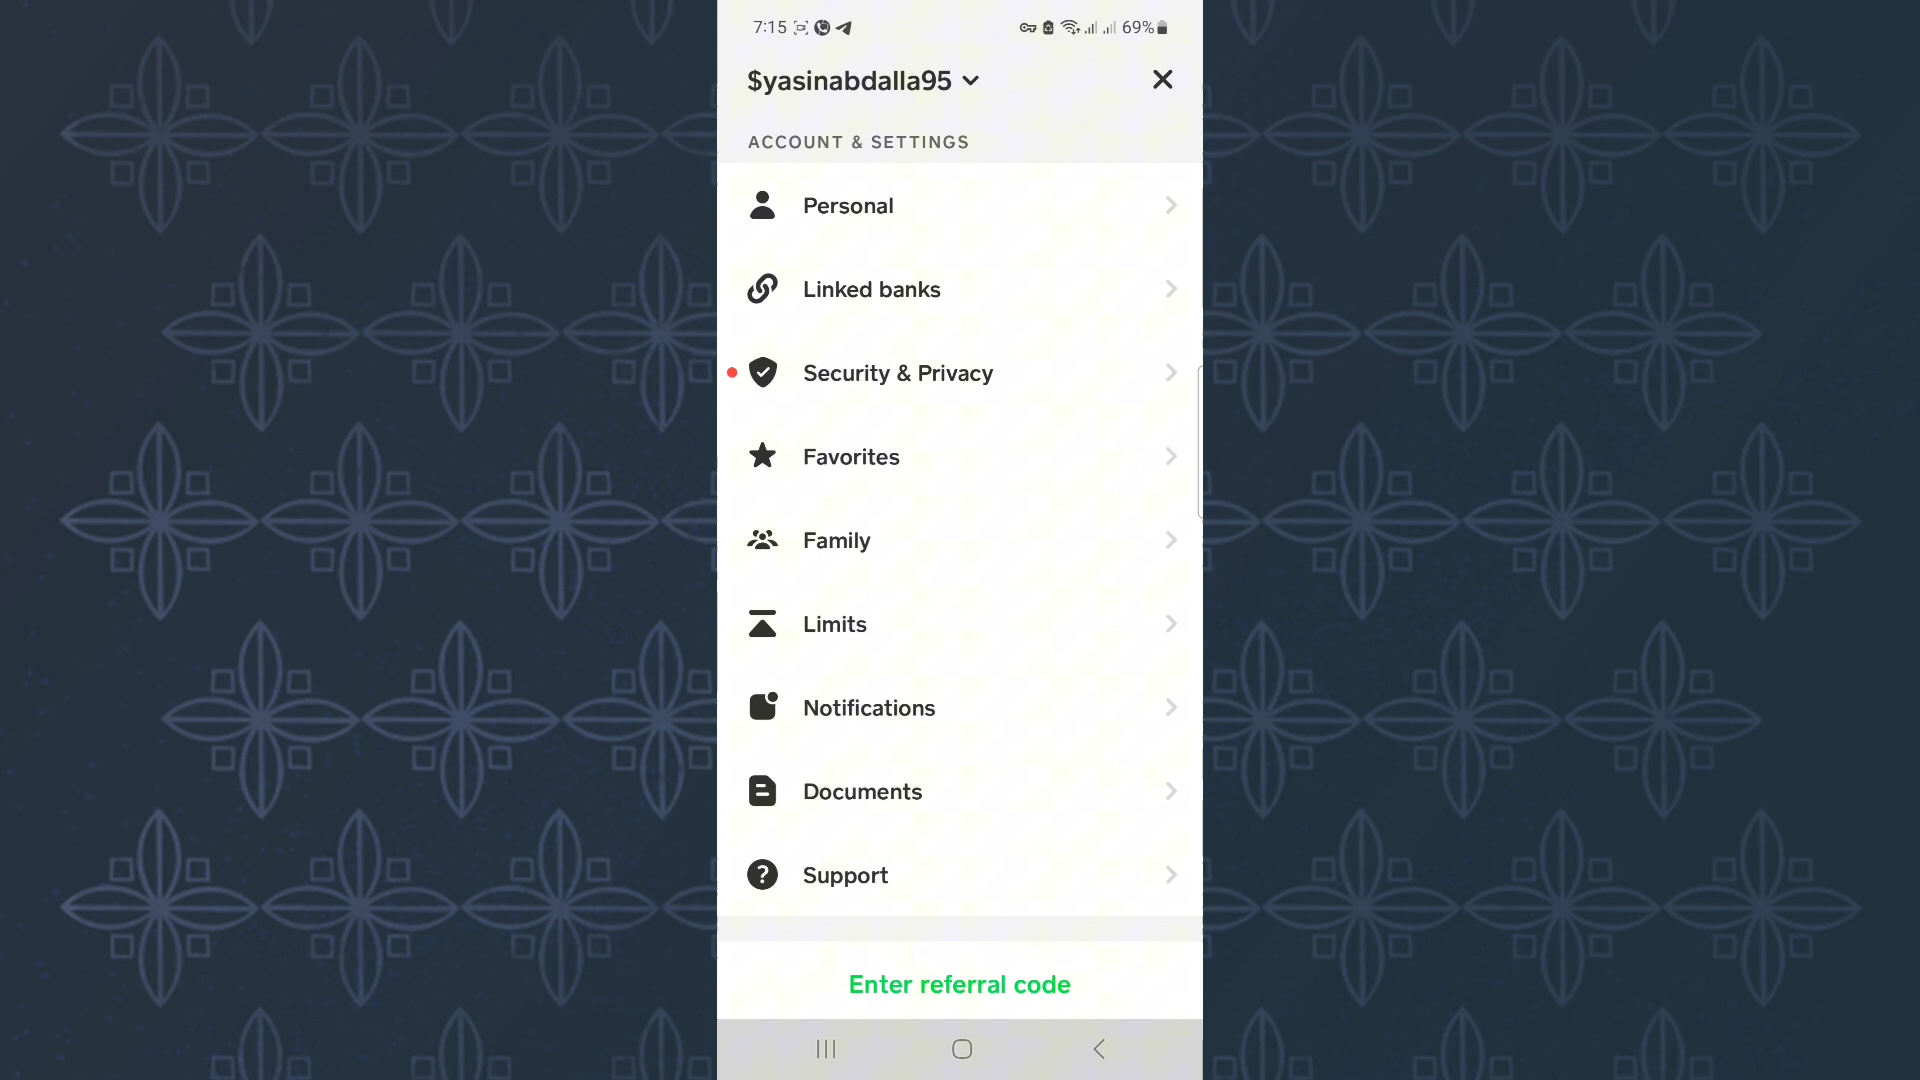 7:15 69%
$yasinabdalla95
ACCOUNT & SETTINGS
Personal
Linked banks
Security & Privacy
Favorites
Family
Limits
Notifications
Documents
Support
Enter referral code